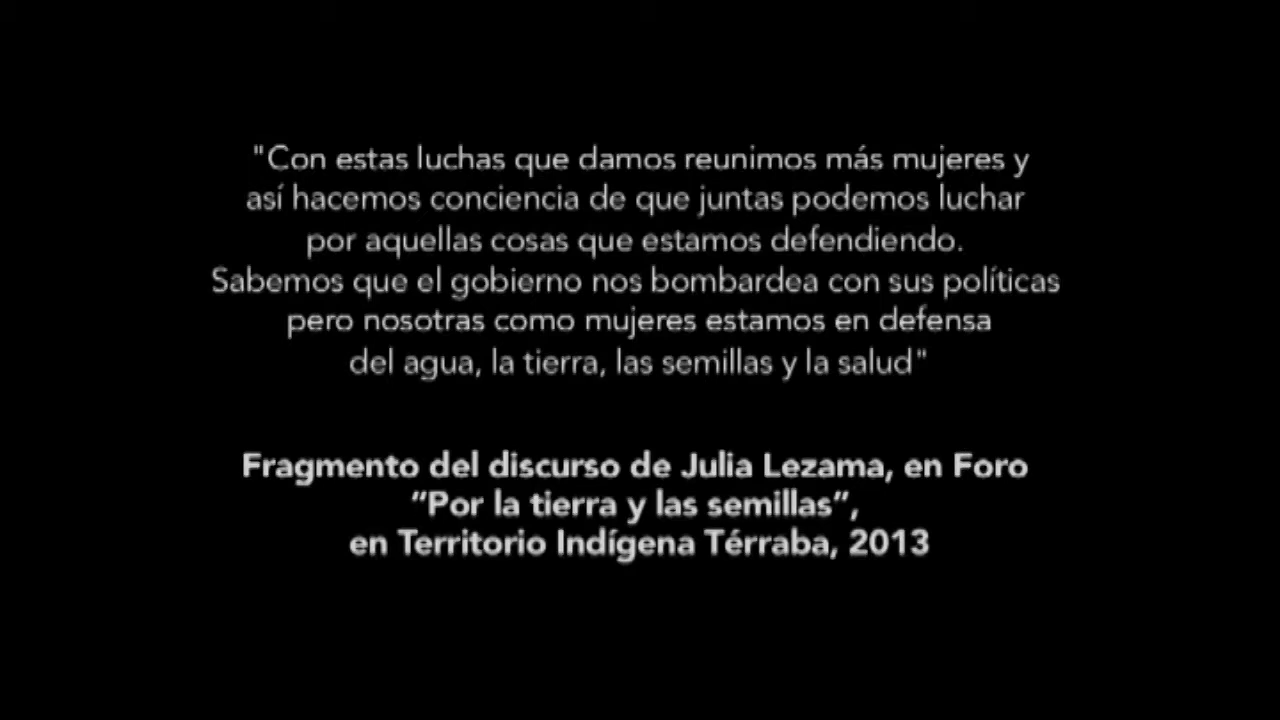 "Con estas luchas que damos reunimos más mujeres y
así hacemos conciencia de que juntas podemos luchar
por aquellas cosas que estamos defendiendo.
Sabemos que el gobierno nos bombardea con sus políticas
pero nosotras como mujeres estamos en defensa
del agua, la tierra, las semillas y la salud"
Fragmento del discurso de Julia Lezama, en Foro
“Por la tierra y las semillas”,
en Territorio Indígena Térraba, 2013